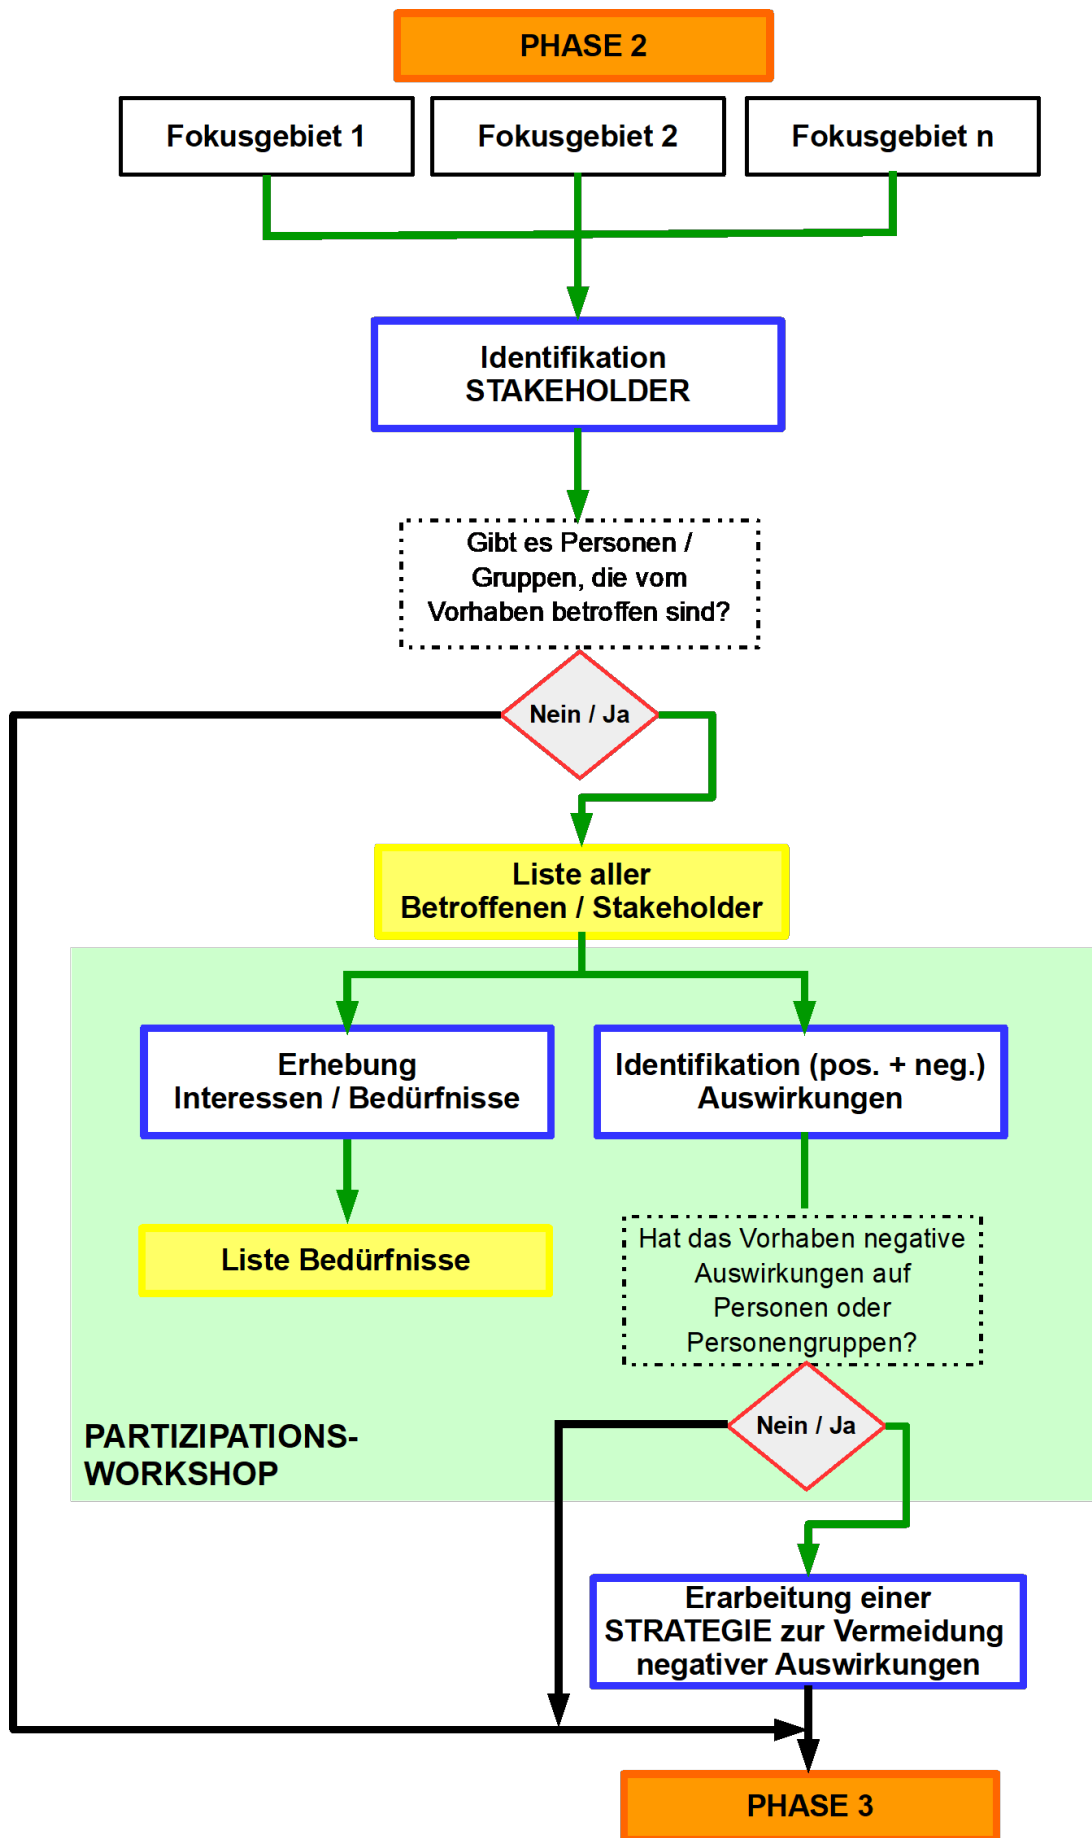 PHASE 2
Fokusgebiet 1
Fokusgebiet 2
Fokusgebiet n
Identifikation
STAKEHOLDER
Gibt es Personen /
Gruppen, die vom
Vorhaben betroffen sind?
Nein / Ja
Liste aller
Betroffenen / Stakeholder
Erhebung
Interessen / Bedürfnisse
Identifikation (pos. + neg.)
Auswirkungen
Liste Bedürfnisse
Hat das Vorhaben negative
Auswirkungen auf
Personen oder
Personengruppen?
Nein / Ja
PARTIZIPATIONS-
WORKSHOP
Erarbeitung einer
STRATEGIE zur Vermeidung
negativer Auswirkungen
PHASE 3